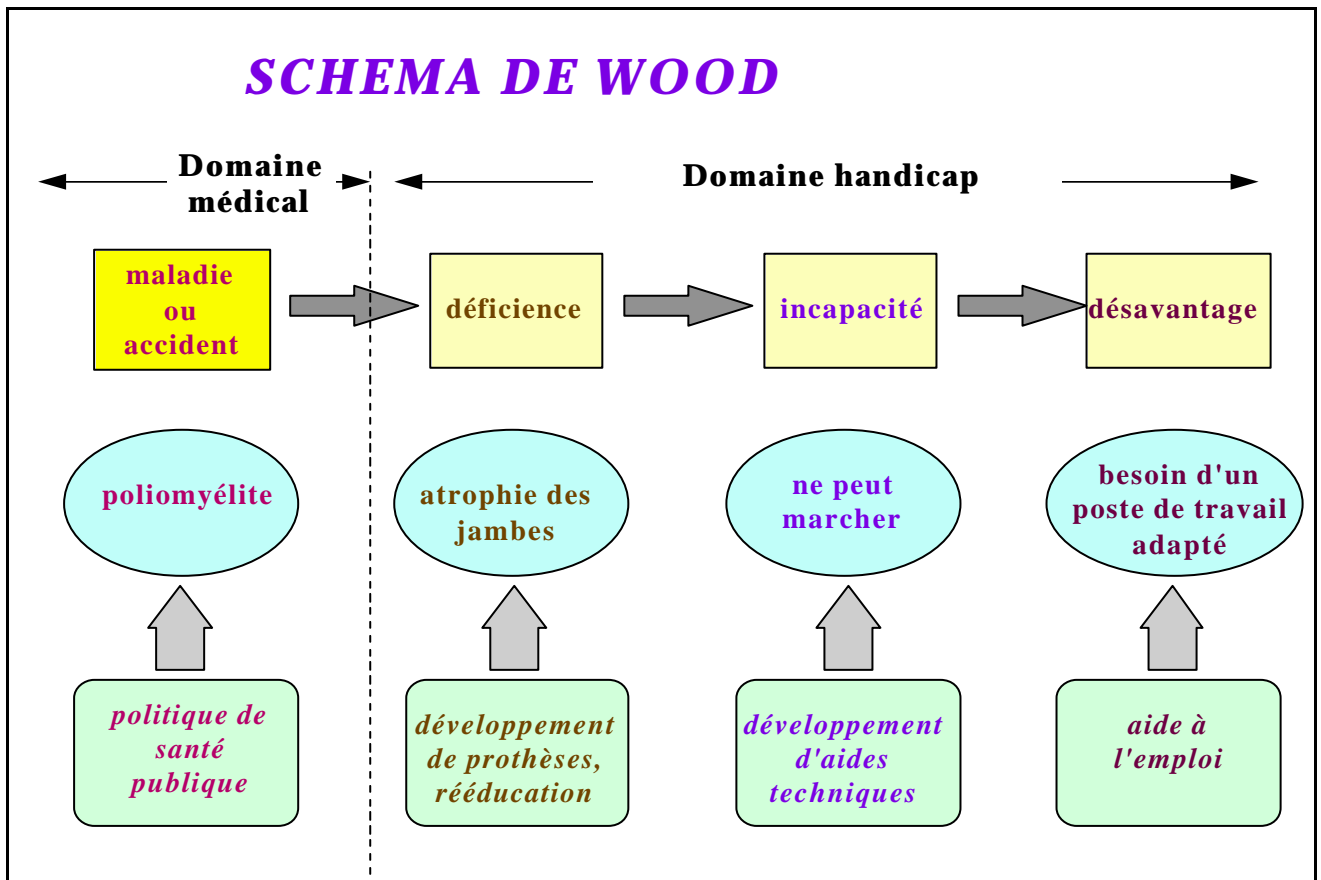 SCHEMA DE WOOD
Domaine
médical
Domaine handicap
maladie
ou
accident
déficience
incapacité
désavantage
poliomyélite
atrophie des
jambes
ne peut
marcher
besoin d'un
poste de travail
adapté
politique de
santé
publique
développement
de prothèses,
rééducation
développement
d'aides
techniques
aide à
l'emploi